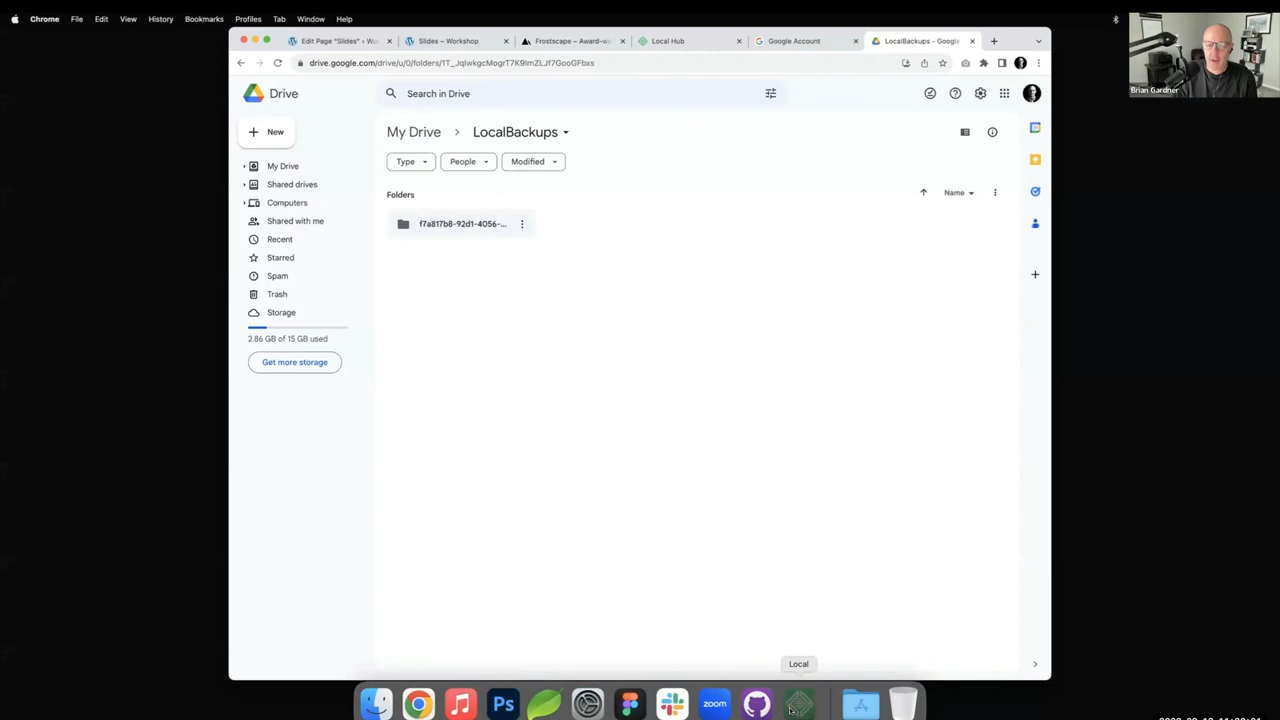 Chrome File Edit View History Bookmarks Profiles Tab Window Help
Edit Page "Slides" ‹ Wo
Slides – Workshop
Frostscape – Award-wi
Local Hub
Google Account
LocalBackups - Google
drive.google.com/drive/u/0/folders/1T_JqIwkgcMogrT7K9ImZLJf7GooGFbxs
Brian Gardner
Drive
Search in Drive
New
My Drive > LocalBackups
Type
People
Modified
Folders
Name
f7a817b8-92d1-4056-...
My Drive
Shared drives
Computers
Shared with me
Recent
Starred
Spam
Trash
Storage
2.86 GB of 15 GB used
Get more storage
Local
Ps
zoom